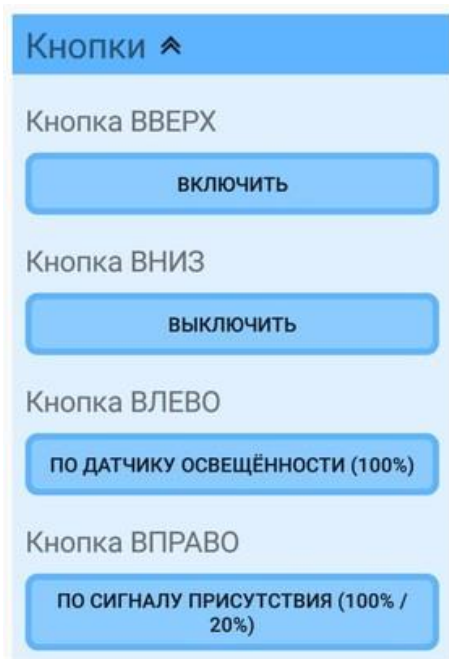 Кнопки
Кнопка ВВЕРХ
ВКЛЮЧИТЬ
Кнопка ВНИЗ
ВЫКЛЮЧИТЬ
Кнопка ВЛЕВО
ПО ДАТЧИКУ ОСВЕЩЁННОСТИ (100%)
Кнопка ВПРАВО
ПО СИГНАЛУ ПРИСУТСТВИЯ (100% /
20%)